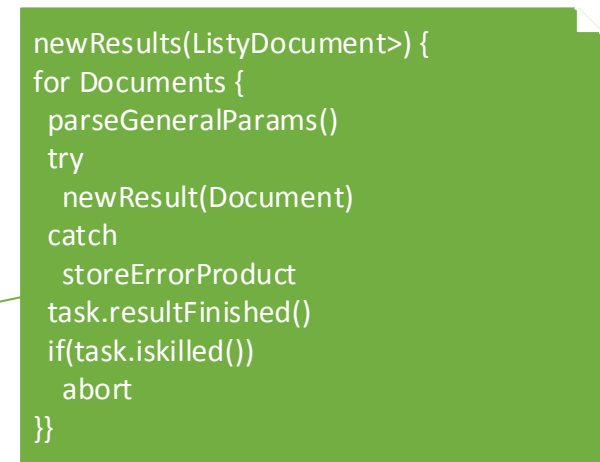 newResults(ListyDocument>) {
for Documents {
parseGeneralParams()
try
newResult(Document)
catch
storeErrorProduct
task.resultFinished()
if(task.iskilled())
abort
}}